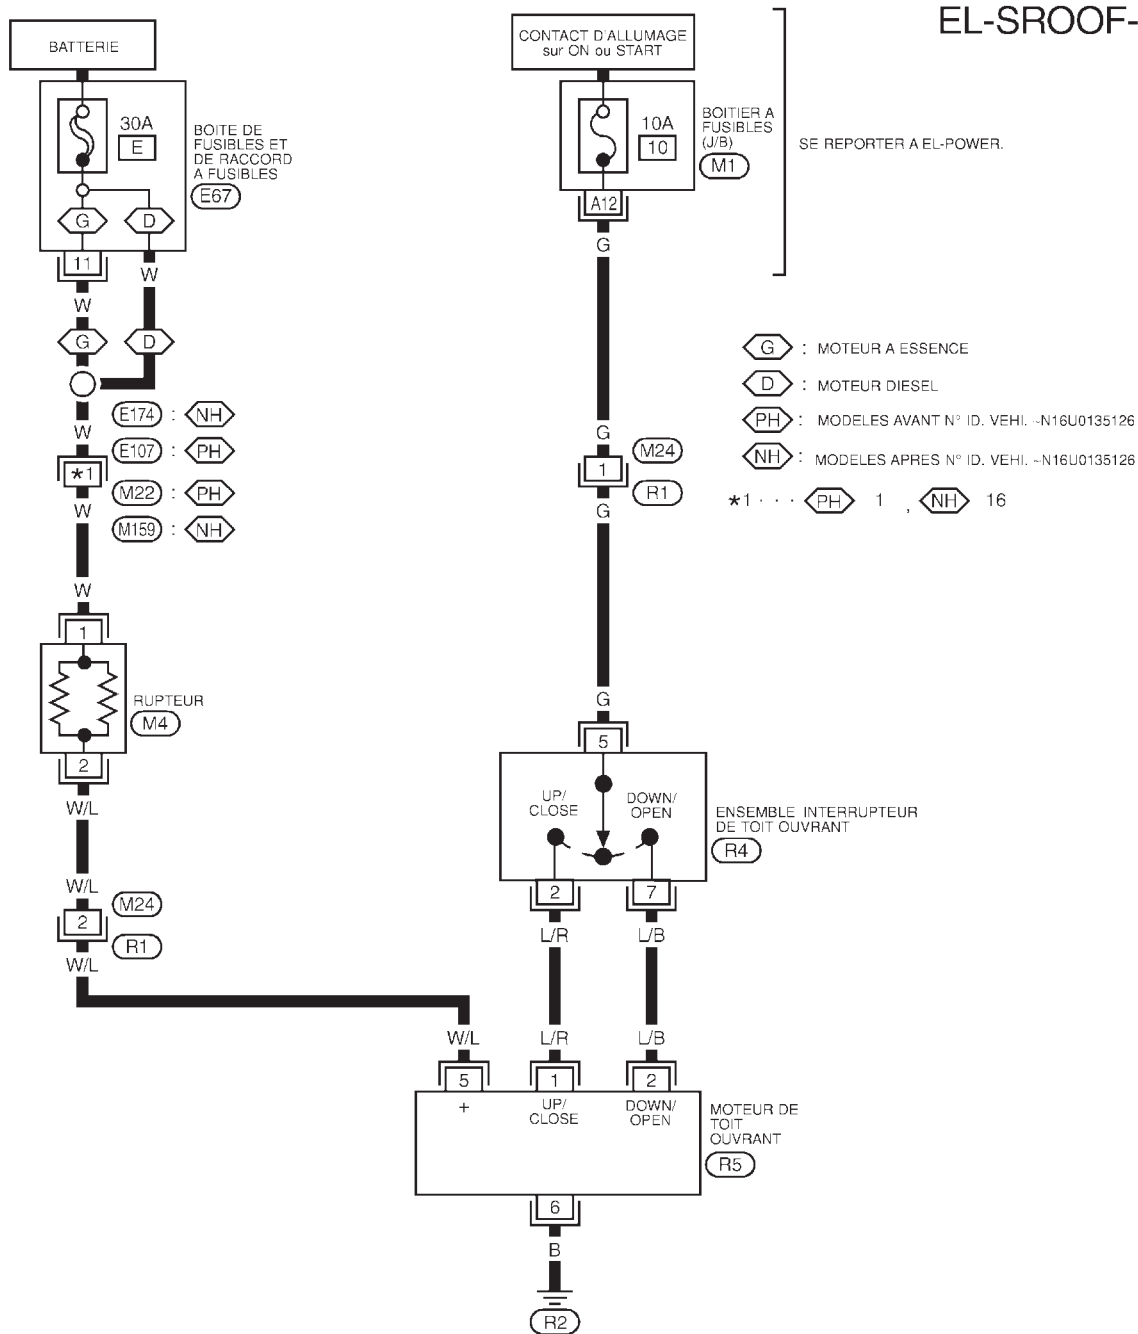 EL-SROOF-
BATTERIE
30A
E
BOITE DE
FUSIBLES ET
DE RACCORD
A FUSIBLES
E67
G
D
11
W
W
G
D
W
E174 : NH
E107 : PH
*1
M22 : PH
W
M159 : NH
W
1
RUPTEUR
M4
2
W/L
W/L
M24
2
R1
W/L
CONTACT D'ALLUMAGE
sur ON ou START
10A
10
BOITIER A
FUSIBLES
(J/B)
M1
SE REPORTER A EL-POWER.
A12
G
G : MOTEUR A ESSENCE
D : MOTEUR DIESEL
PH : MODELES AVANT N° ID. VEHI. ~N16U0135126
NH : MODELES APRES N° ID. VEHI. ~N16U0135126
*1 · · · PH 1 , NH 16
G
M24
1
R1
G
G
5
UP/
CLOSE
DOWN/
OPEN
ENSEMBLE INTERRUPTEUR
DE TOIT OUVRANT
R4
2
7
L/R
L/B
W/L
L/R
L/B
5
1
2
+
UP/
CLOSE
DOWN/
OPEN
MOTEUR DE
TOIT
OUVRANT
R5
6
B
R2